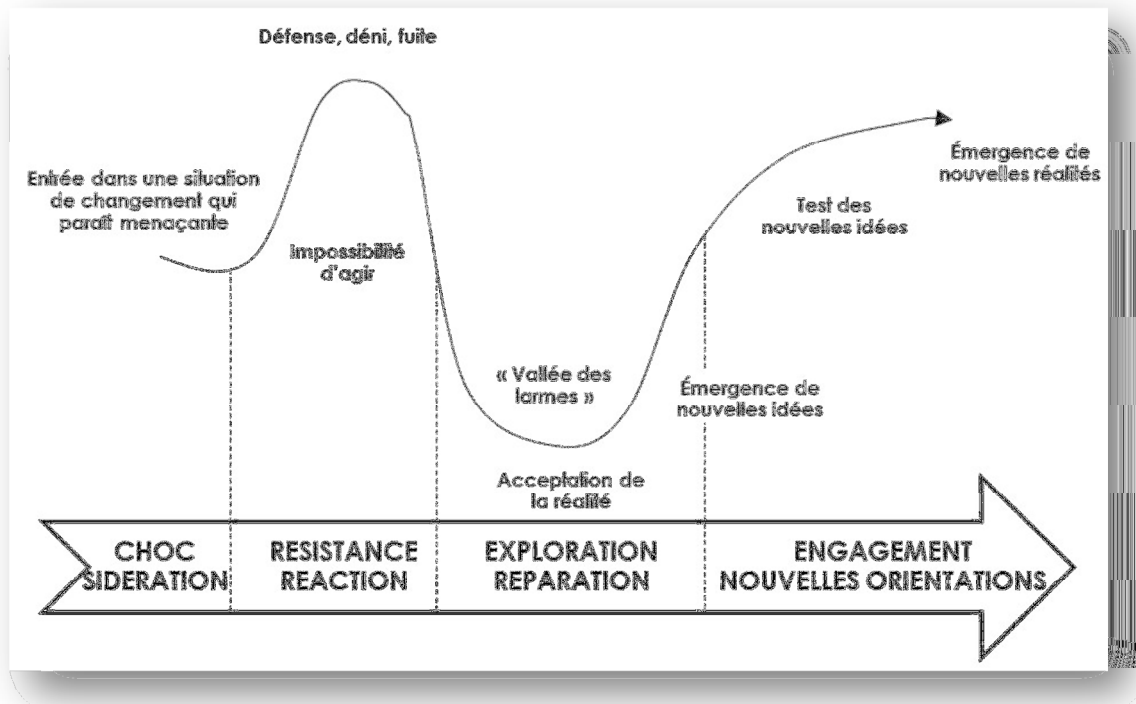 Défense, déni, fuite
Entrée dans une situation
de changement qui
paraît menaçante
Impossibilité
d'agir
« Vallée des
larmes »
Acceptation de
la réalité
Émergence de
nouvelles idées
Test des
nouvelles idées
Émergence de
nouvelles réalités
CHOC
SIDERATION
RESISTANCE
REACTION
EXPLORATION
REPARATION
ENGAGEMENT
NOUVELLES ORIENTATIONS